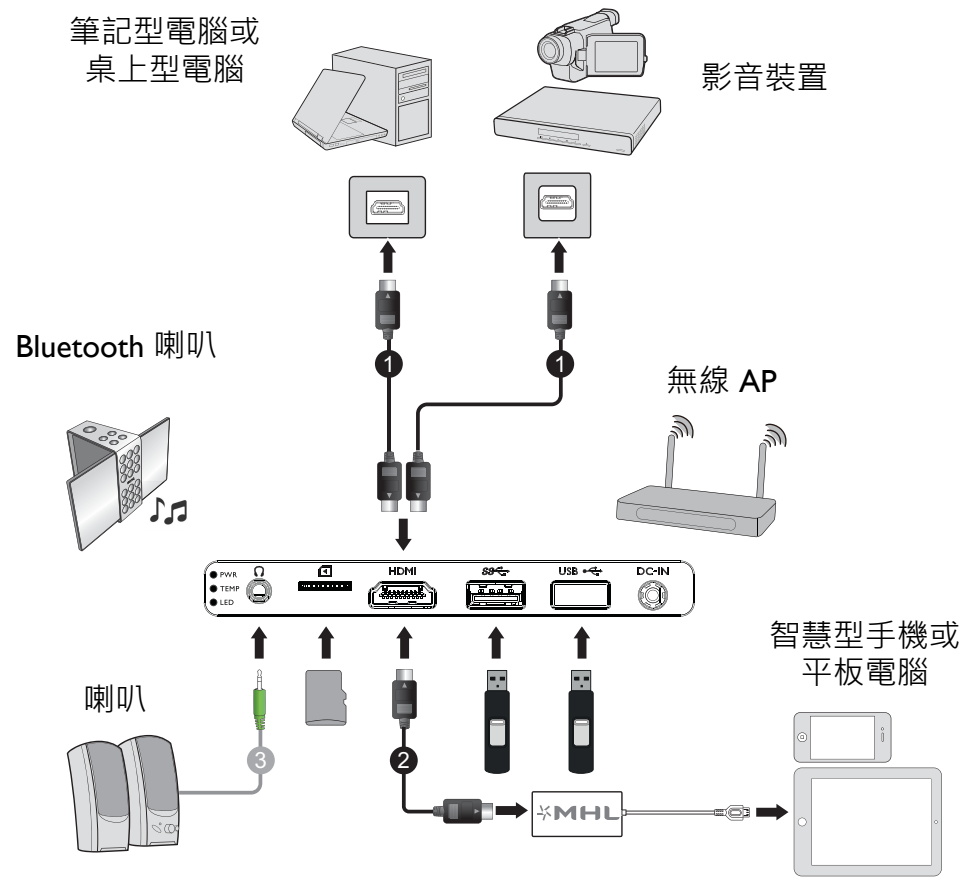 筆記型電腦或
桌上型電腦
影音裝置
1
1
Bluetooth 喇叭
無線 AP
PWR
TEMP
LED
HDMI
SS
USB
DC-IN
智慧型手機或
平板電腦
喇叭
3
2
MHL